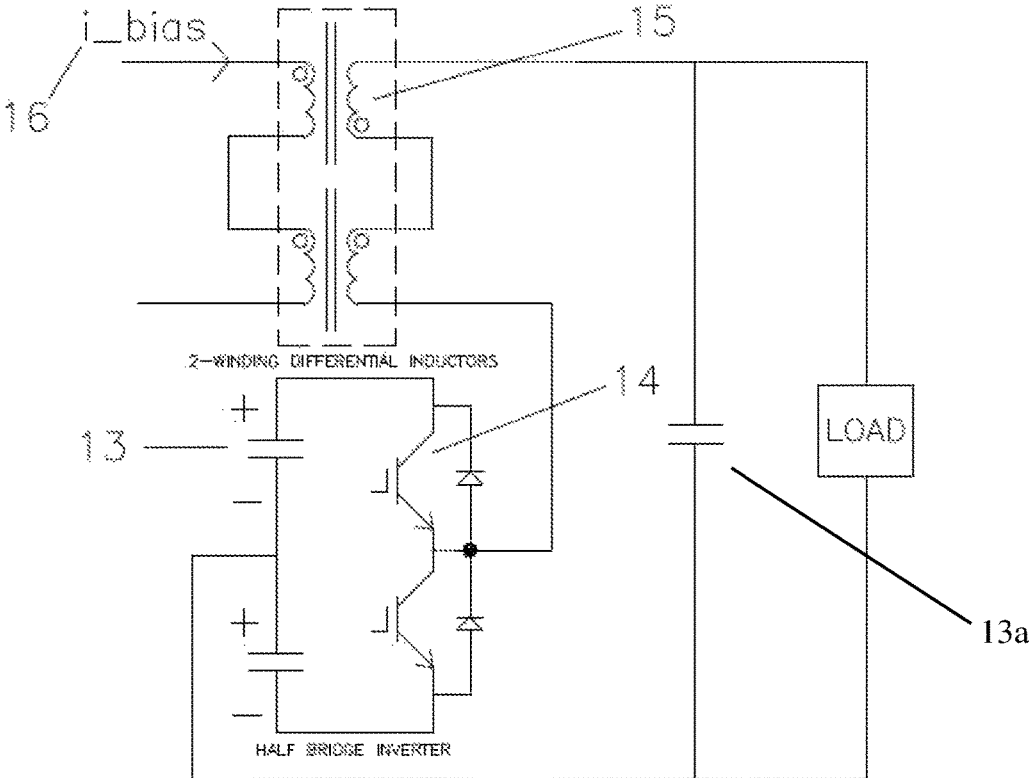 i_bias
15
16
2-WINDING DIFFERENTIAL INDUCTORS
+
14
13
LOAD
−
+
13a
−
HALF BRIDGE INVERTER